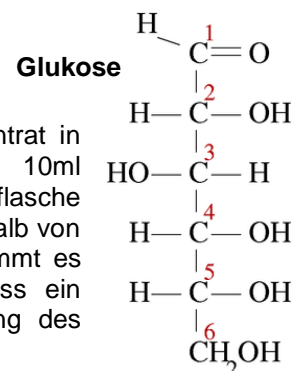 H
1
C=O
Glukose
2
H—C—OH
ntrat in
3
10ml
HO—C—H
flasche
alb von
4
H—C—OH
mmt es
5
ss ein
H—C—OH
ng des
6
CH2OH